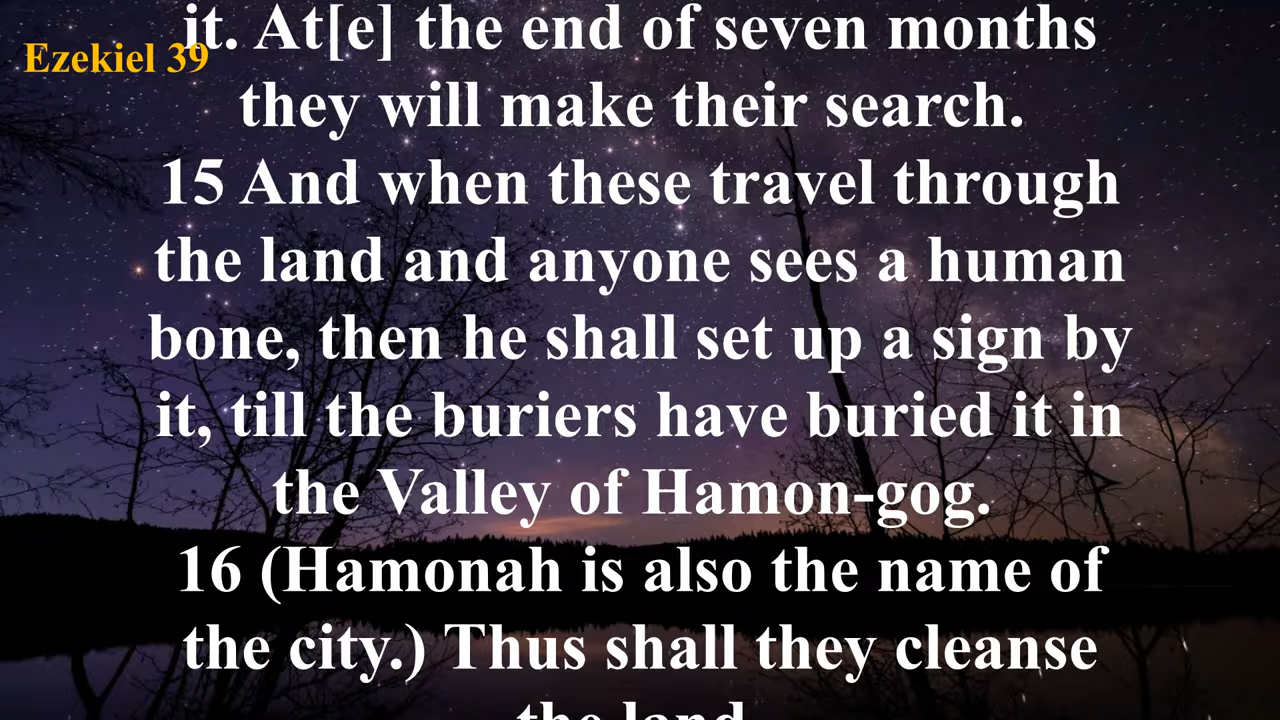 it. At[e] the end of seven months
Ezekiel 39
they will make their search.
15 And when these travel through
the land and anyone sees a human
bone, then he shall set up a sign by
it, till the buriers have buried it in
the Valley of Hamon-gog.
16 (Hamonah is also the name of
the city.) Thus shall they cleanse
the land.